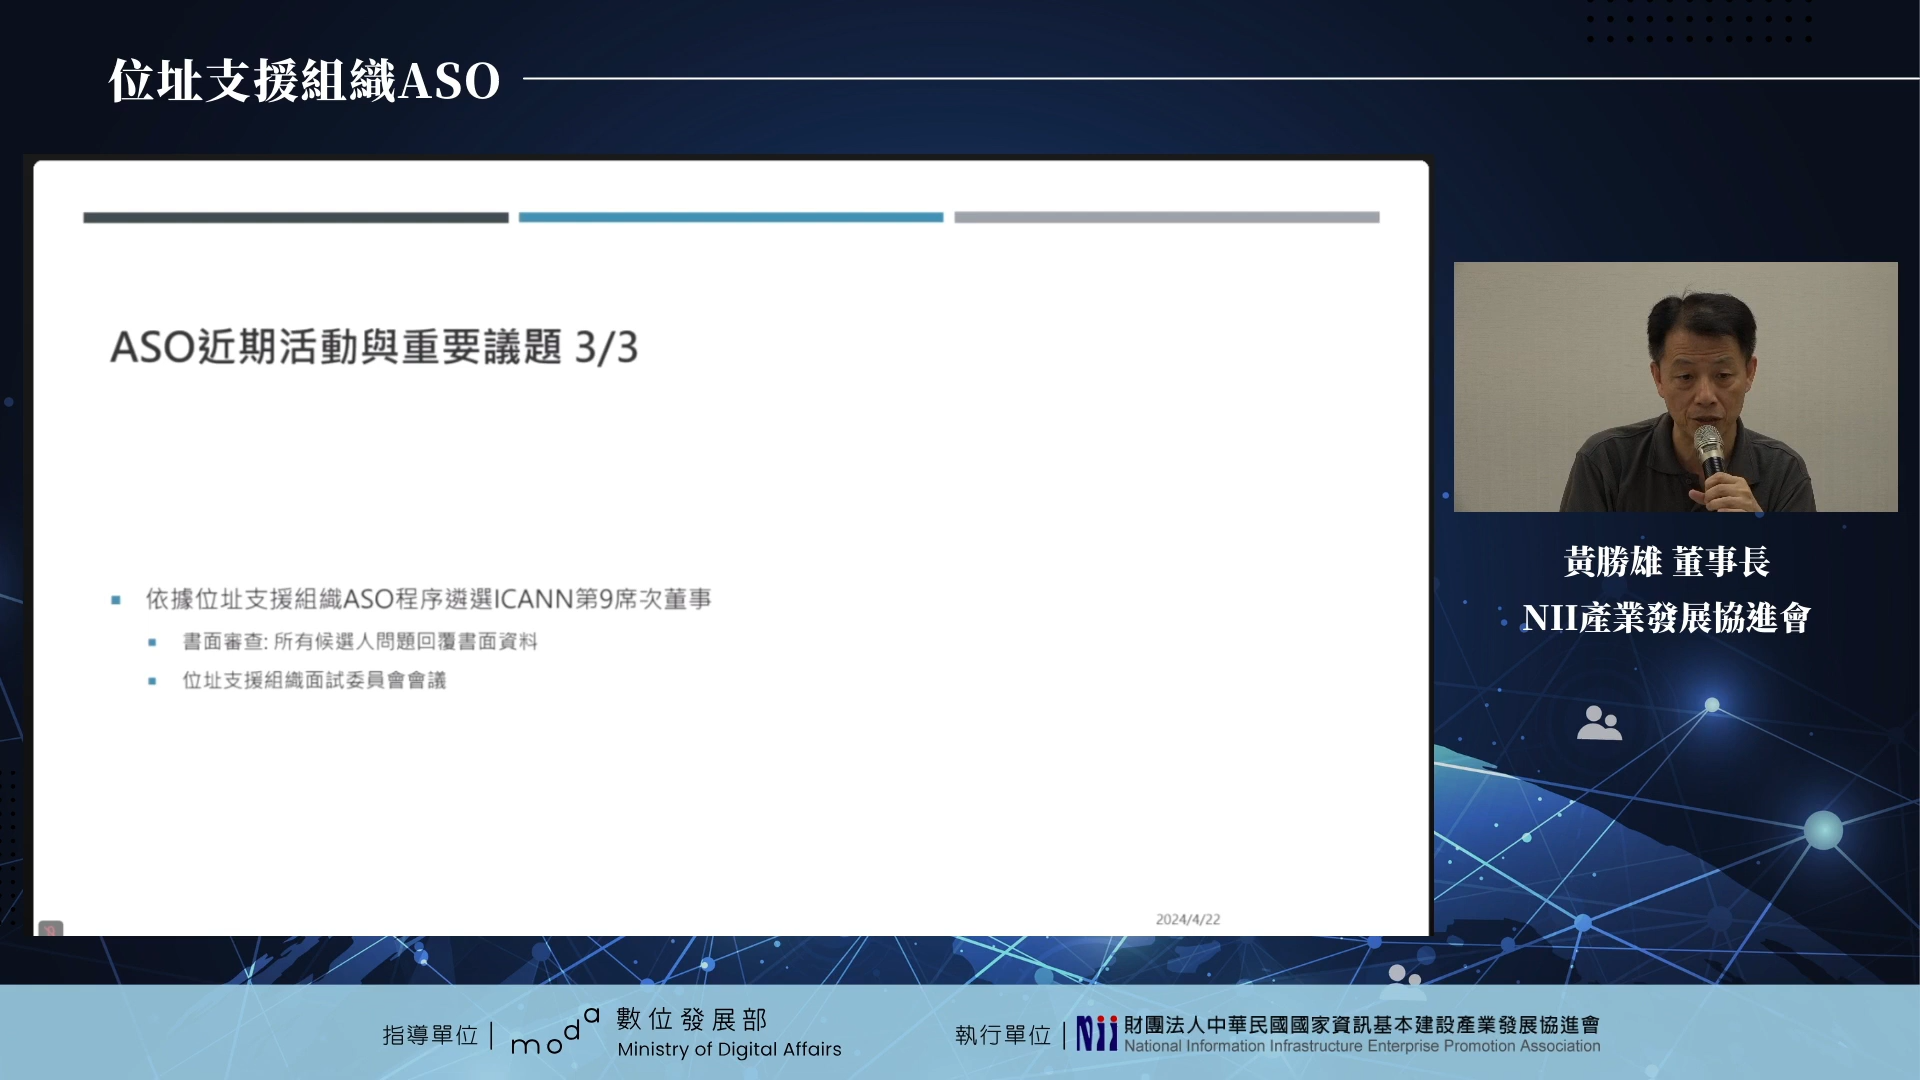 位址支援組織ASO
ASO近期活動與重要議題 3/3
依據位址支援組織ASO程序遴選ICANN第9席次董事
書面審查: 所有候選人問題回覆書面資料
位址支援組織面試委員會會議
2024/4/22
黃勝雄 董事長
NII產業發展協進會
指導單位
moda
數位發展部
Ministry of Digital Affairs
執行單位
Nii
財團法人中華民國國家資訊基本建設產業發展協進會
National Information Infrastructure Enterprise Promotion Association